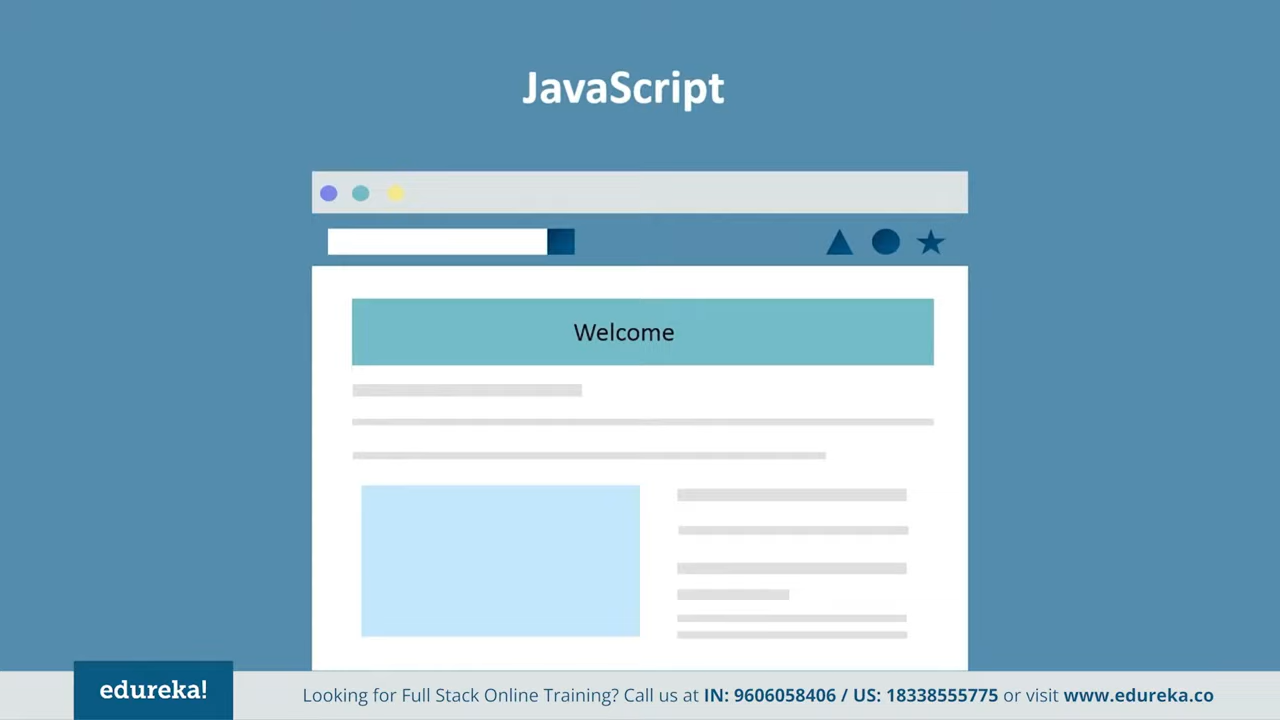 JavaScript
Welcome
edureka!
Looking for Full Stack Online Training? Call us at IN: 9606058406 / US: 18338555775 or visit www.edureka.co